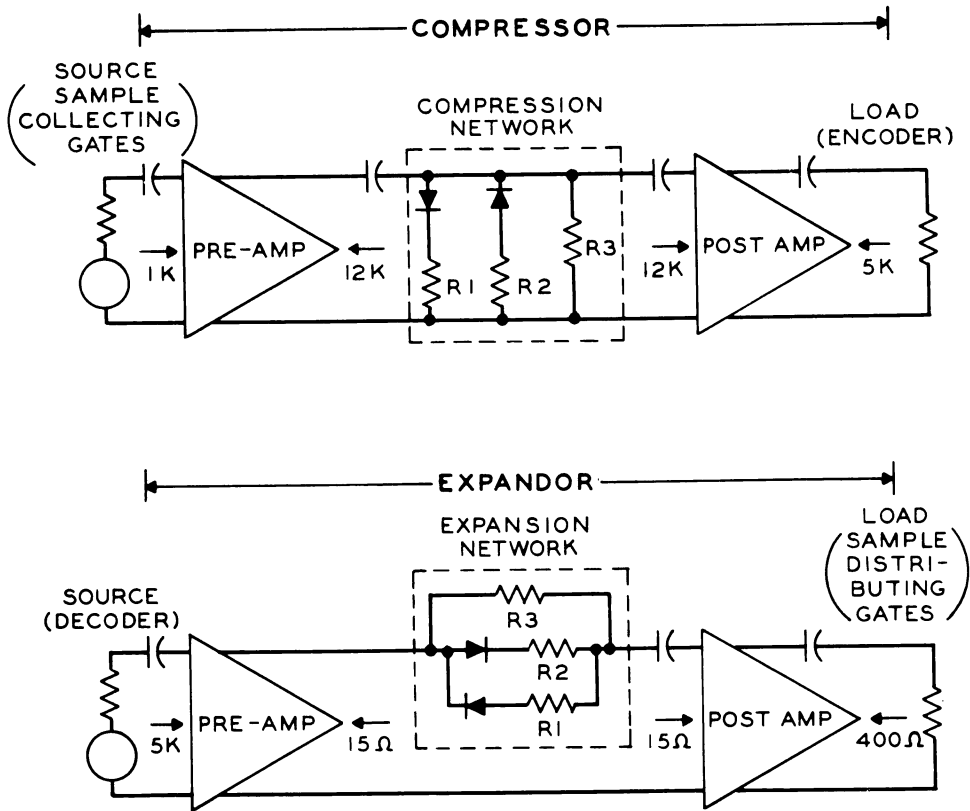 COMPRESSOR
SOURCE
SAMPLE
COLLECTING
GATES
COMPRESSION
NETWORK
LOAD
(ENCODER)
1K
PRE-AMP
12K
R1
R2
R3
12K
POST AMP
5K
EXPANDOR
SOURCE
(DECODER)
EXPANSION
NETWORK
LOAD
SAMPLE
DISTRI-
BUTING
GATES
R3
R2
R1
5K
PRE-AMP
15Ω
15Ω
POST AMP
400Ω